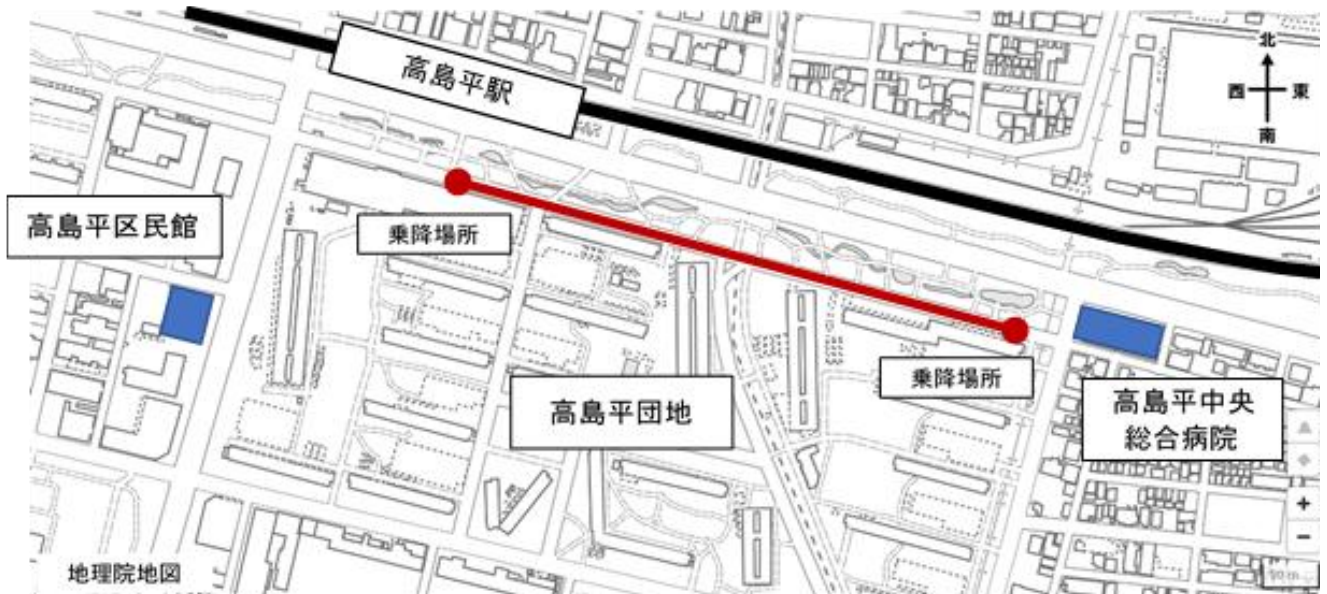 高島平駅
北
西 東
南
高島平区民館
乗降場所
乗降場所
高島平団地
高島平中央
総合病院
+
−
地理院地図